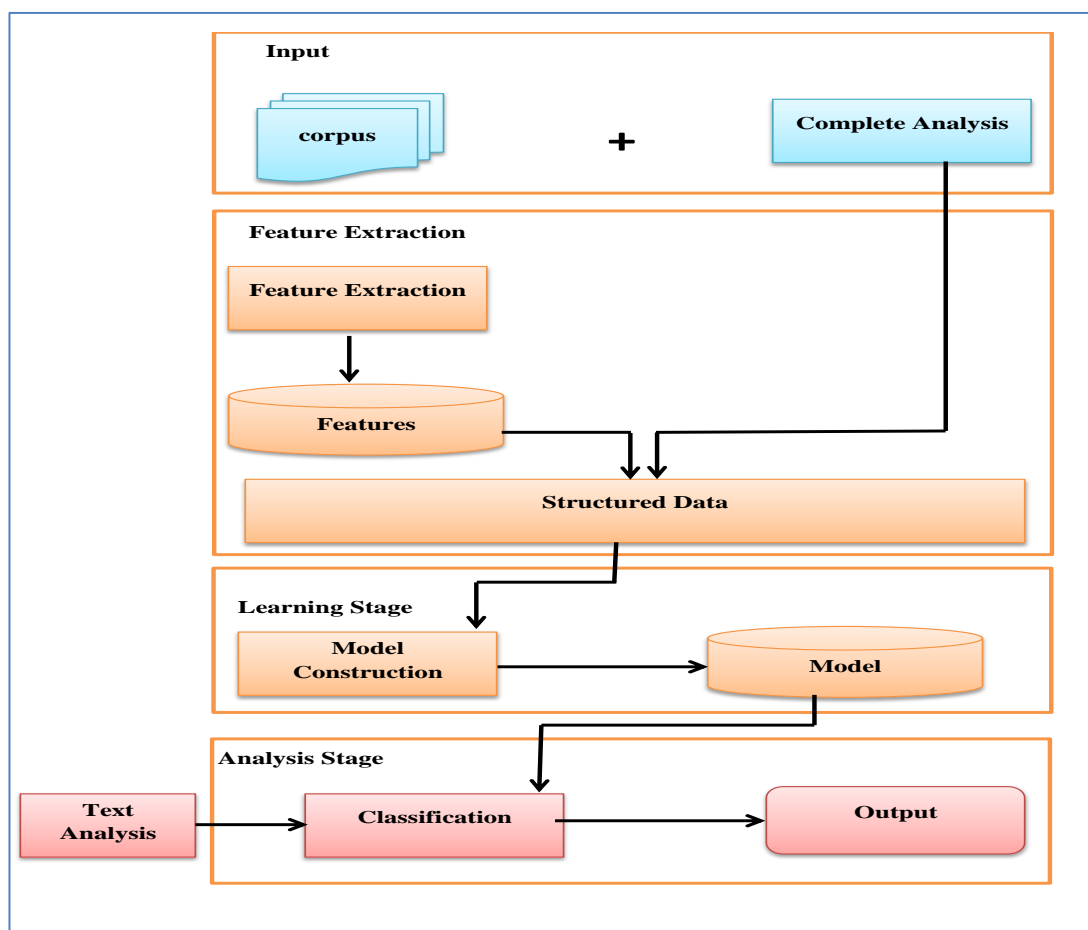 Input
corpus
+
Complete Analysis
Feature Extraction
Feature Extraction
Features
Structured Data
Learning Stage
Model
Construction
Model
Analysis Stage
Text
Analysis
Classification
Output